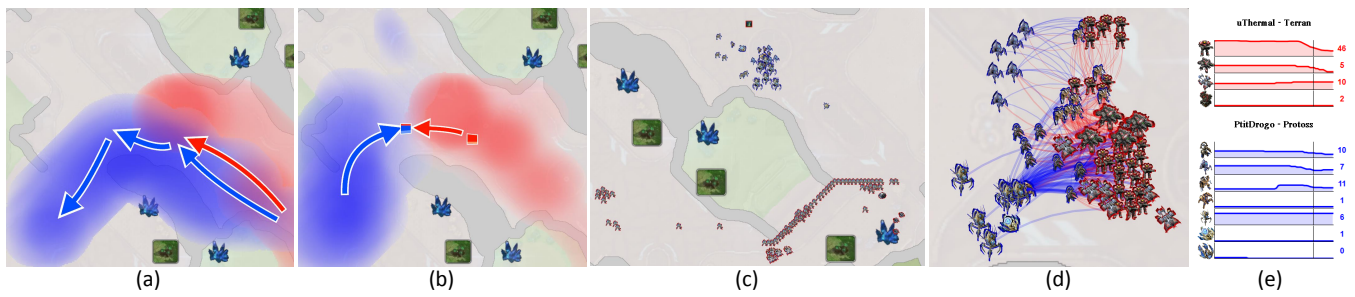 uThermal - Terran
46
5
10
2
PtitDrogo - Protoss
10
7
11
1
6
1
0
(a)
(b)
(c)
(d)
(e)